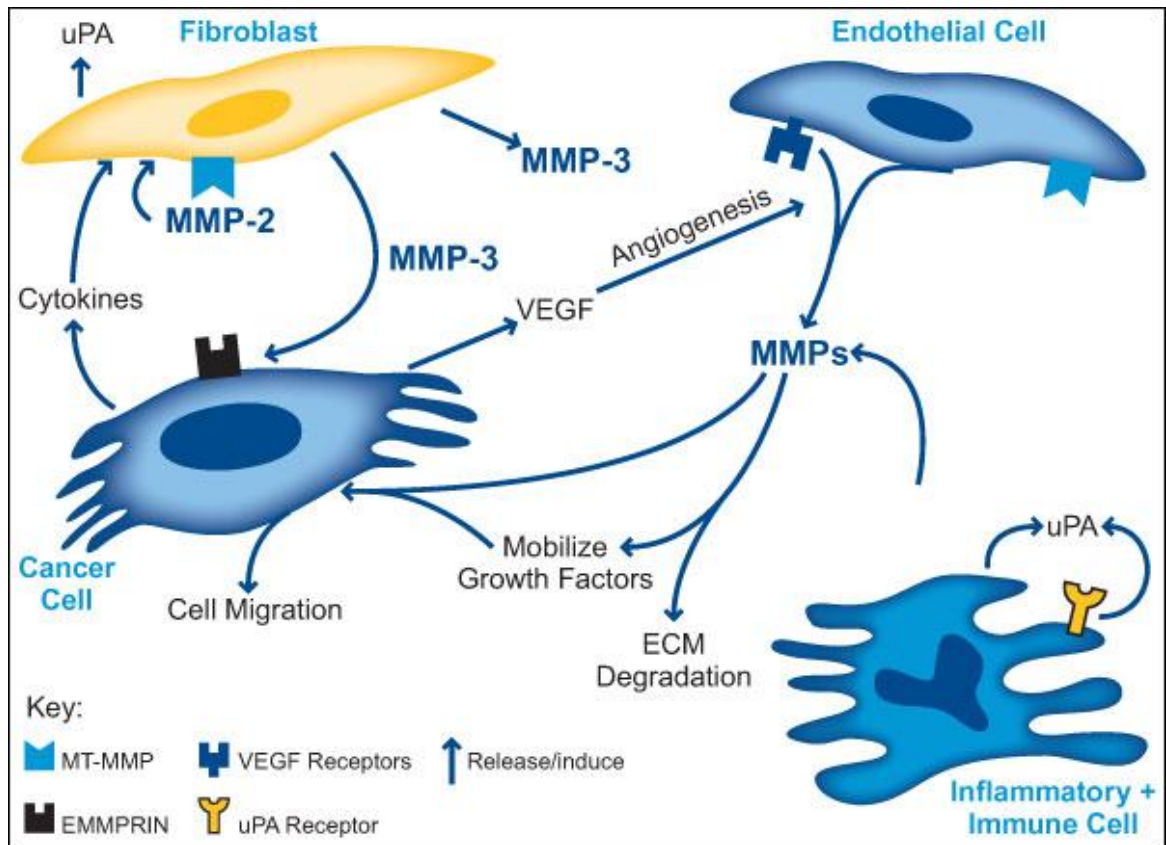 uPA
Fibroblast
Endothelial Cell
MMP-3
MMP-2
MMP-3
Angiogenesis
Cytokines
VEGF
MMPs
uPA
Mobilize
Growth Factors
Cancer
Cell
Cell Migration
ECM
Degradation
Key:
MT-MMP
VEGF Receptors
Release/induce
EMMPRIN
uPA Receptor
Inflammatory +
Immune Cell